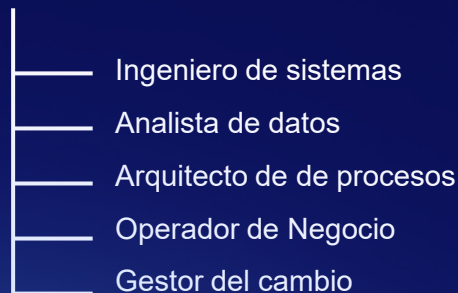 Ingeniero de sistemas
Analista de datos
Arquitecto de de procesos
Operador de Negocio
Gestor del cambio